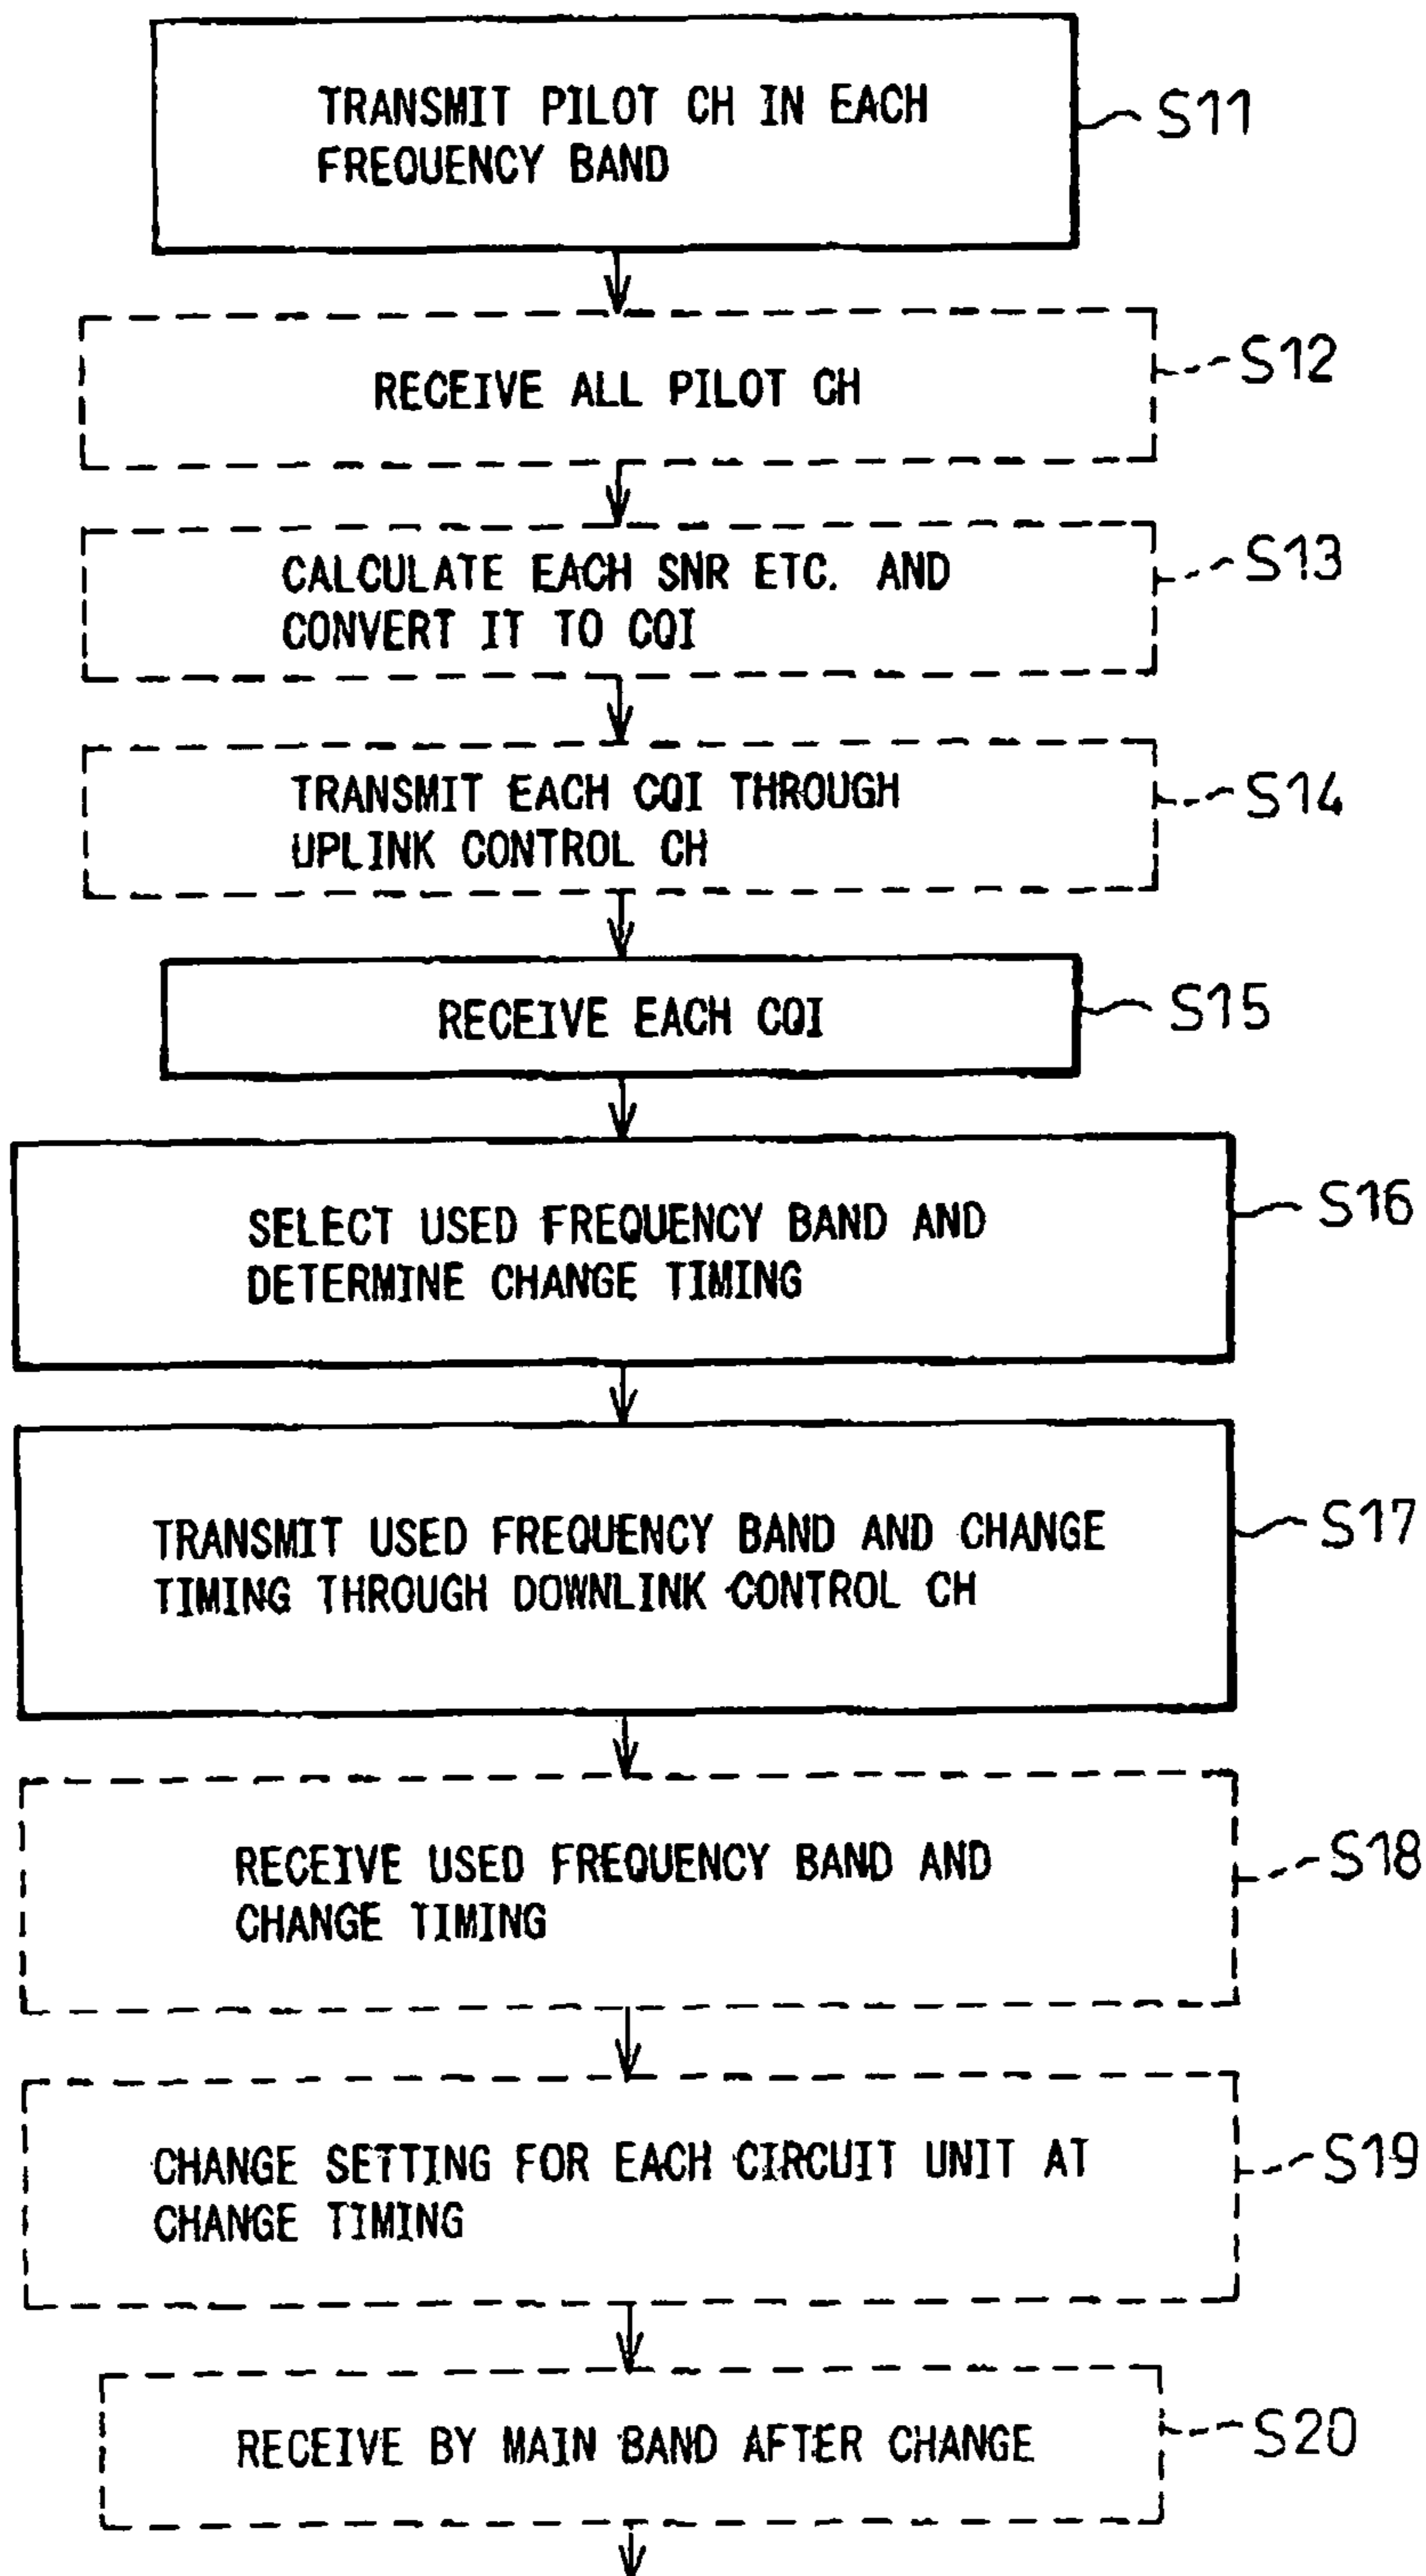 TRANSMIT PILOT CH IN EACH
FREQUENCY BAND
S11
RECEIVE ALL PILOT CH
S12
CALCULATE EACH SNR ETC. AND
CONVERT IT TO CQI
S13
TRANSMIT EACH CQI THROUGH
UPLINK CONTROL CH
S14
RECEIVE EACH CQI
S15
SELECT USED FREQUENCY BAND AND
DETERMINE CHANGE TIMING
S16
TRANSMIT USED FREQUENCY BAND AND CHANGE
TIMING THROUGH DOWNLINK CONTROL CH
S17
RECEIVE USED FREQUENCY BAND AND
CHANGE TIMING
S18
CHANGE SETTING FOR EACH CIRCUIT UNIT AT
CHANGE TIMING
S19
RECEIVE BY MAIN BAND AFTER CHANGE
S20